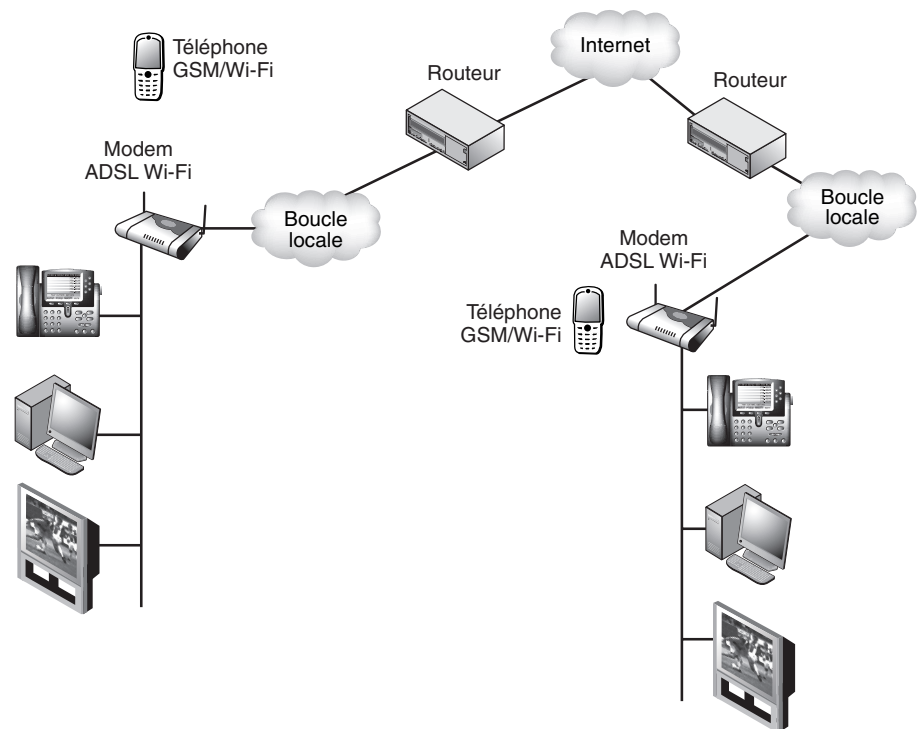 Téléphone
GSM/Wi-Fi
Internet
Routeur
Routeur
Modem
ADSL Wi-Fi
Boucle
locale
Boucle
locale
Modem
ADSL Wi-Fi
Téléphone
GSM/Wi-Fi